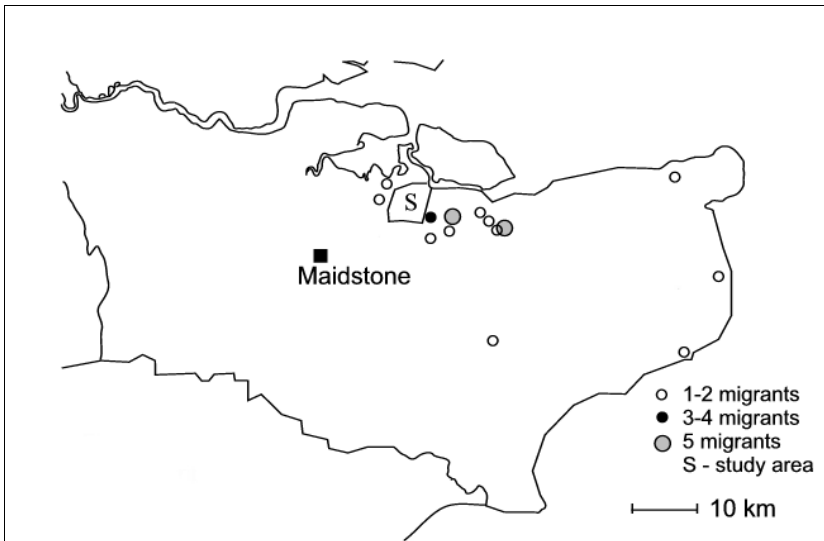 S
Maidstone
1-2 migrants
3-4 migrants
5 migrants
S - study area
10 km